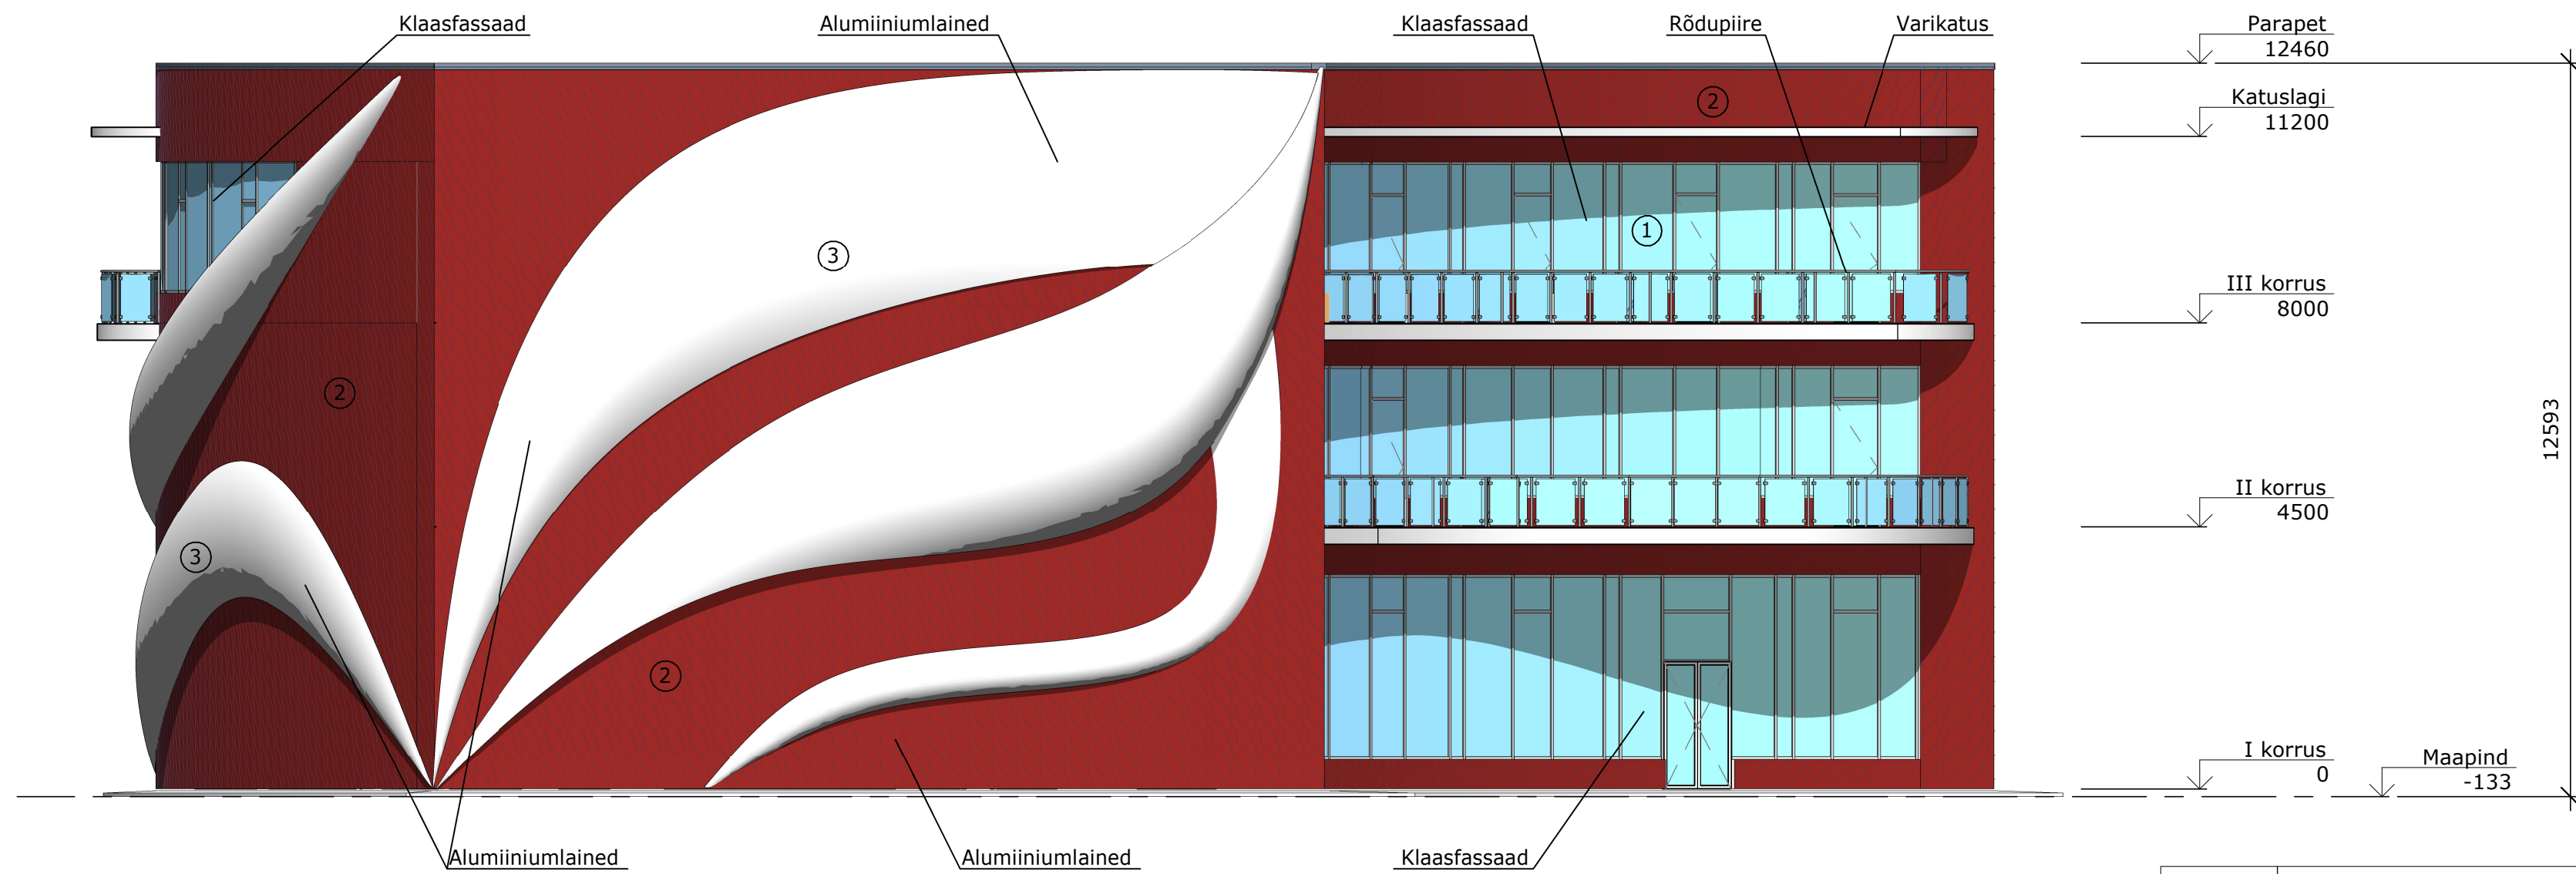 Klaasfassaad
Alumiiniumlained
Klaasfassaad
Rõdupiire
Varikatus
Parapet
12460
Katuslagi
11200
2
1
3
III korrus
8000
2
12593
II korrus
4500
3
2
I korrus
0
Maapind
-133
Alumiiniumlained
Alumiiniumlained
Klaasfassaad